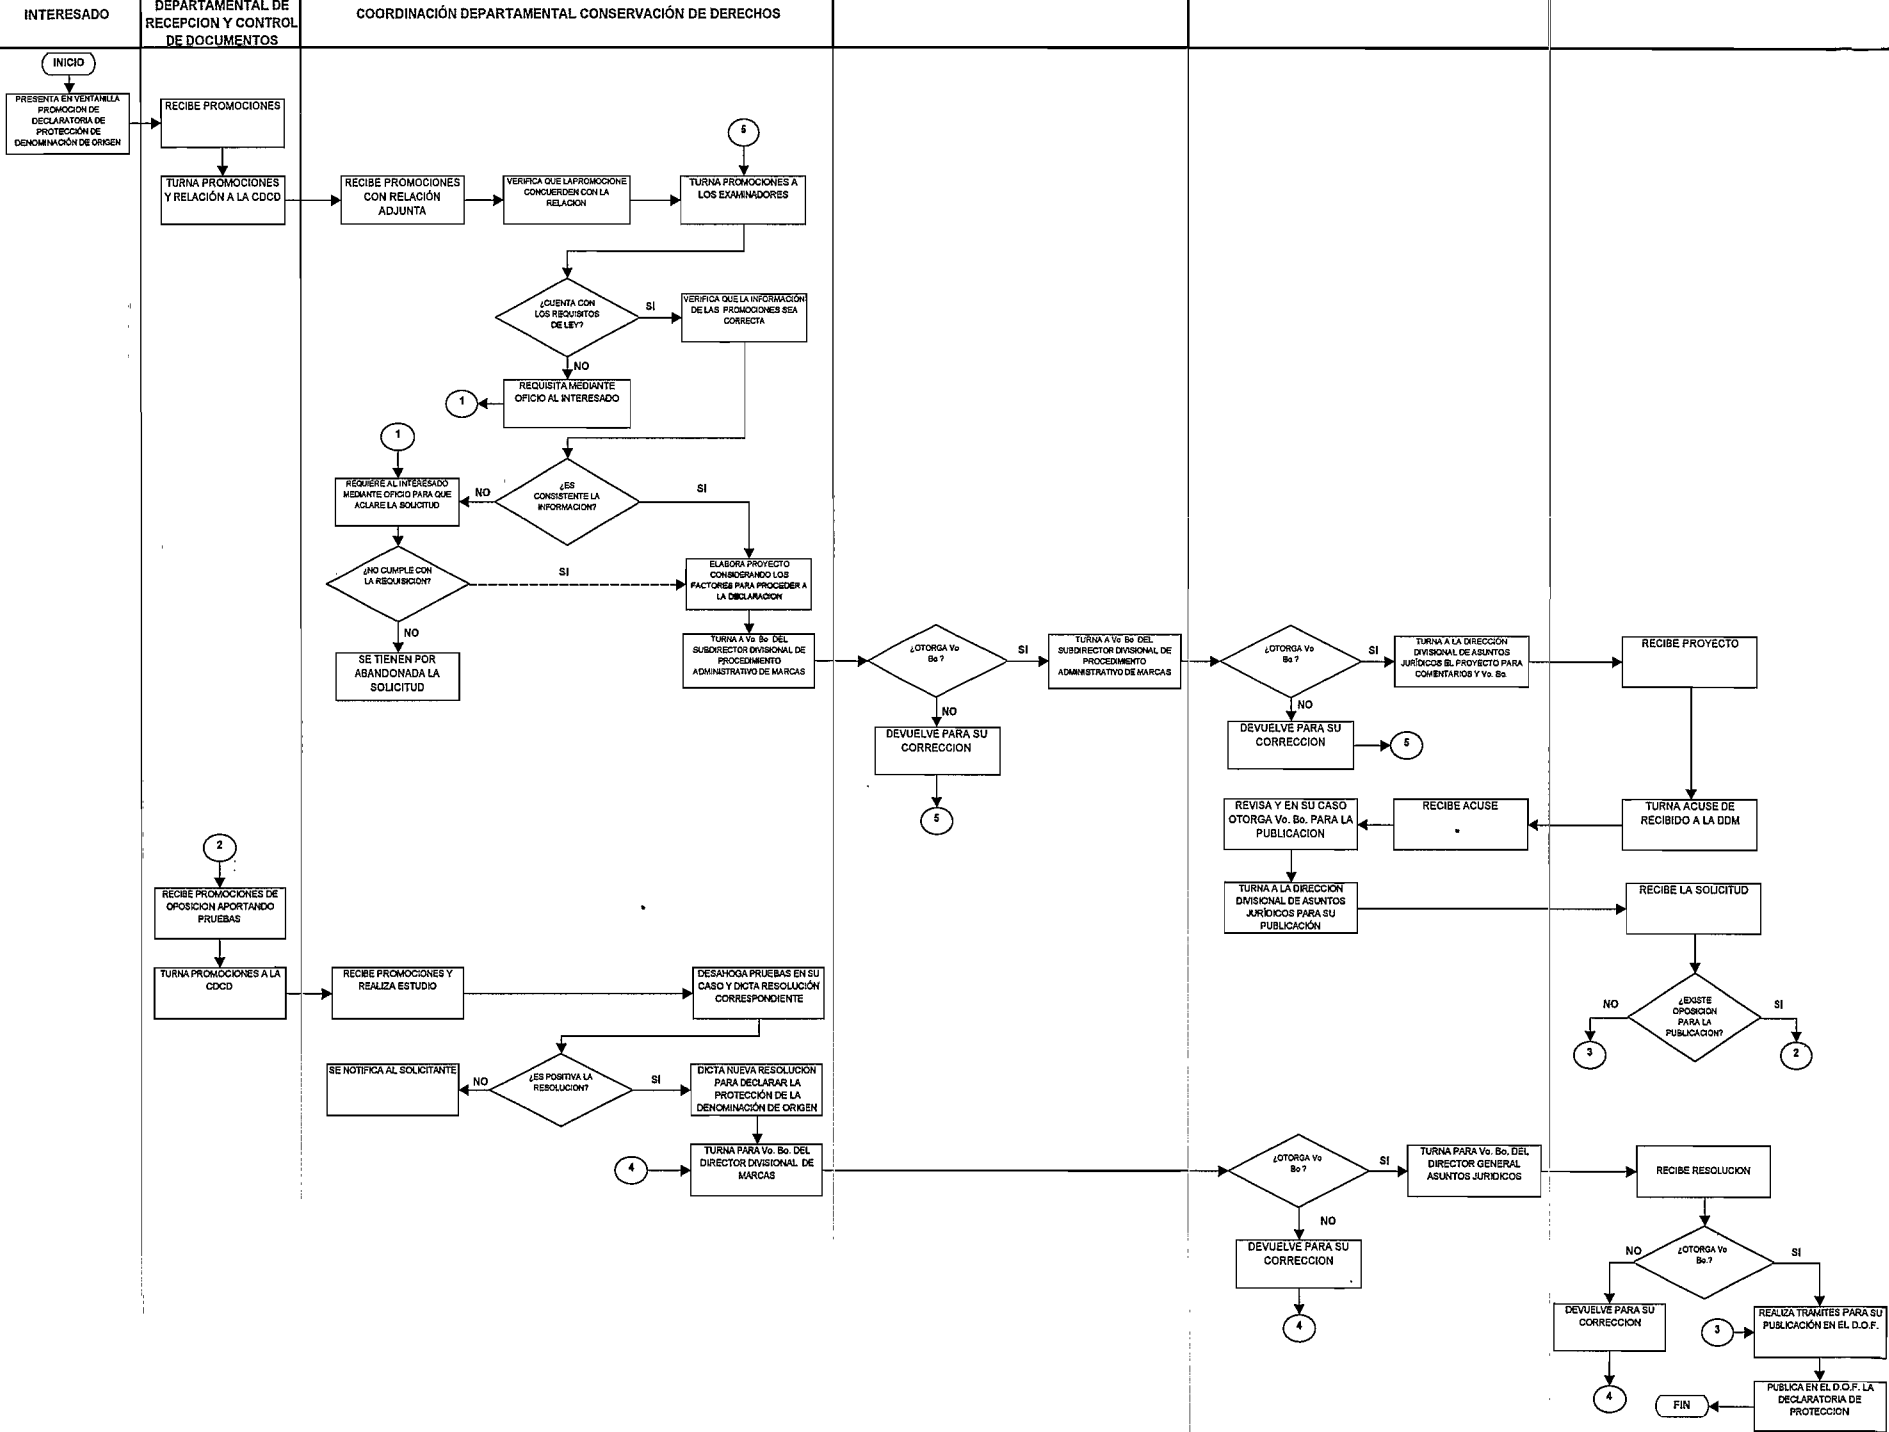 INTERESADO
DEPARTAMENTAL DE
RECEPCION Y CONTROL
DE DOCUMENTOS
COORDINACIÓN DEPARTAMENTAL CONSERVACIÓN DE DERECHOS
INICIO
PRESENTA EN VENTANILLA
PROMOCION DE
DECLARATORIA DE
PROTECCIÓN DE
DENOMINACIÓN DE ORIGEN
RECIBE PROMOCIONES
TURNA PROMOCIONES
Y RELACIÓN A LA CDCD
RECIBE PROMOCIONES
CON RELACIÓN
ADJUNTA
VERIFICA QUE LA PROMOCIONE
CONCUERDEN CON LA
RELACION
5
TURNA PROMOCIONES A
LOS EXAMINADORES
¿CUENTA CON
LOS REQUISITOS
DE LEY?
SI
VERIFICA QUE LA INFORMACIÓN
DE LAS PROMOCIONES SEA
CORRECTA
NO
REQUISITA MEDIANTE
OFICIO AL INTERESADO
1
1
REQUIERE AL INTERESADO
MEDIANTE OFICIO PARA QUE
ACLARE LA SOLICITUD
NO
¿ES
CONSISTENTE LA
INFORMACION?
SI
¿NO CUMPLE CON
LA REQUISICION?
SI
ELABORA PROYECTO
CONSIDERANDO LOS
FACTORES PARA PROCEDER A
LA DECLARACION
NO
SE TIENEN POR
ABANDONADA LA
SOLICITUD
TURNA A Vo Bo DEL
SUBDIRECTOR DIVISIONAL DE
PROCEDIMIENTO
ADMINISTRATIVO DE MARCAS
¿OTORGA Vo
Bo ?
SI
TURNA A Vo Bo DEL
SUBDIRECTOR DIVISIONAL DE
PROCEDIMIENTO
ADMINISTRATIVO DE MARCAS
¿OTORGA Vo
Bo ?
SI
TURNA A LA DIRECCIÓN
DIVISIONAL DE ASUNTOS
JURÍDICOS EL PROYECTO PARA
COMENTARIOS Y Vo. Bo.
RECIBE PROYECTO
NO
DEVUELVE PARA SU
CORRECCION
5
NO
DEVUELVE PARA SU
CORRECCION
5
REVISA Y EN SU CASO
OTORGA Vo. Bo. PARA LA
PUBLICACION
RECIBE ACUSE
TURNA ACUSE DE
RECIBIDO A LA DDM
2
RECIBE PROMOCIONES DE
OPOSICION APORTANDO
PRUEBAS
TURNA A LA DIRECCION
DIVISIONAL DE ASUNTOS
JURÍDICOS PARA SU
PUBLICACIÓN
RECIBE LA SOLICITUD
TURNA PROMOCIONES A LA
CDCD
RECIBE PROMOCIONES Y
REALIZA ESTUDIO
DESAHOGA PRUEBAS EN SU
CASO Y DICTA RESOLUCIÓN
CORRESPONDIENTE
NO
¿EXISTE
OPOSICION
PARA LA
PUBLICACION?
SI
3
2
SE NOTIFICA AL SOLICITANTE
NO
¿ES POSITIVA LA
RESOLUCION?
SI
DICTA NUEVA RESOLUCIÓN
PARA DECLARAR LA
PROTECCIÓN DE LA
DENOMINACIÓN DE ORIGEN
4
TURNA PARA Vo. Bo. DEL
DIRECTOR DIVISIONAL DE
MARCAS
¿OTORGA Vo
Bo ?
SI
TURNA PARA Vo. Bo. DEL
DIRECTOR GENERAL
ASUNTOS JURIDICOS
RECIBE RESOLUCION
NO
DEVUELVE PARA SU
CORRECCION
4
NO
¿OTORGA Vo
Bo.?
SI
DEVUELVE PARA SU
CORRECCION
4
3
REALIZA TRAMITES PARA SU
PUBLICACIÓN EN EL D.O.F.
PUBLICA EN EL D.O.F. LA
DECLARATORIA DE
PROTECCION
FIN